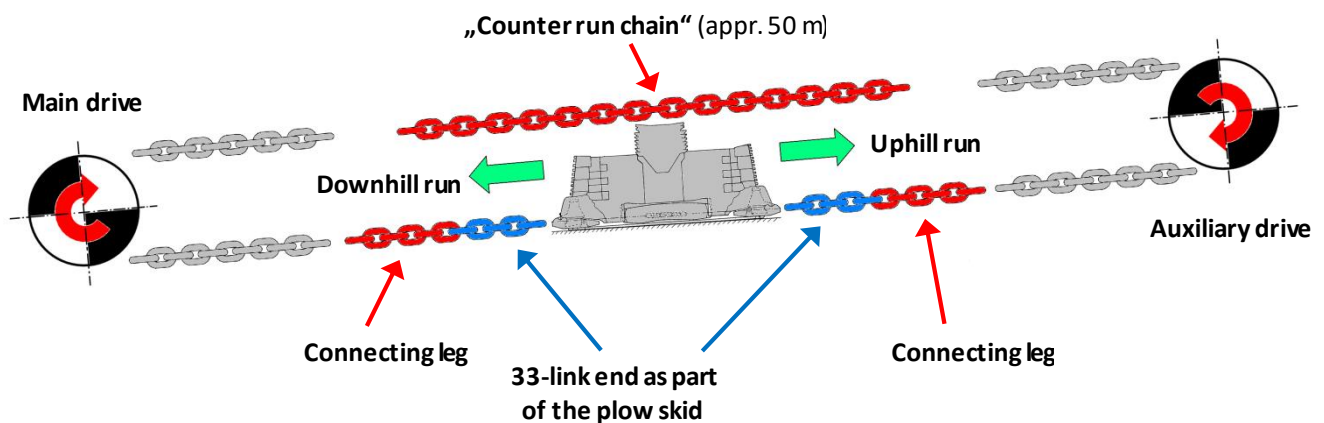 „Counter run chain“ (appr. 50 m)
Main drive
Uphill run
Downhill run
Auxiliary drive
Connecting leg
Connecting leg
33-link end as part
of the plow skid